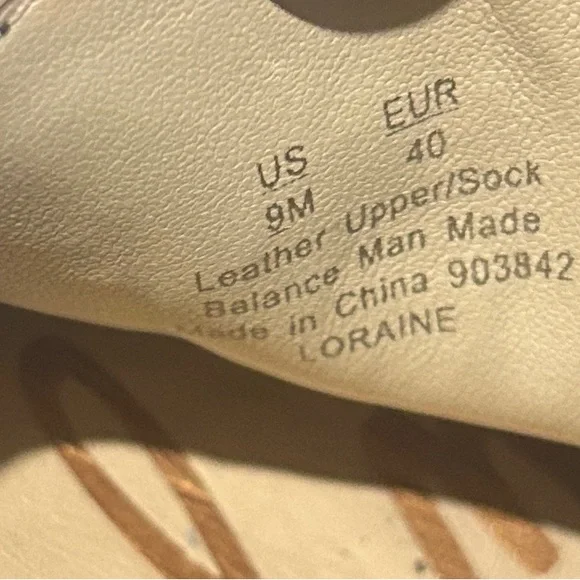 US EUR
9M 40
Leather Upper/Sock
Balance Man Made
Made in China 903842
LORAINE